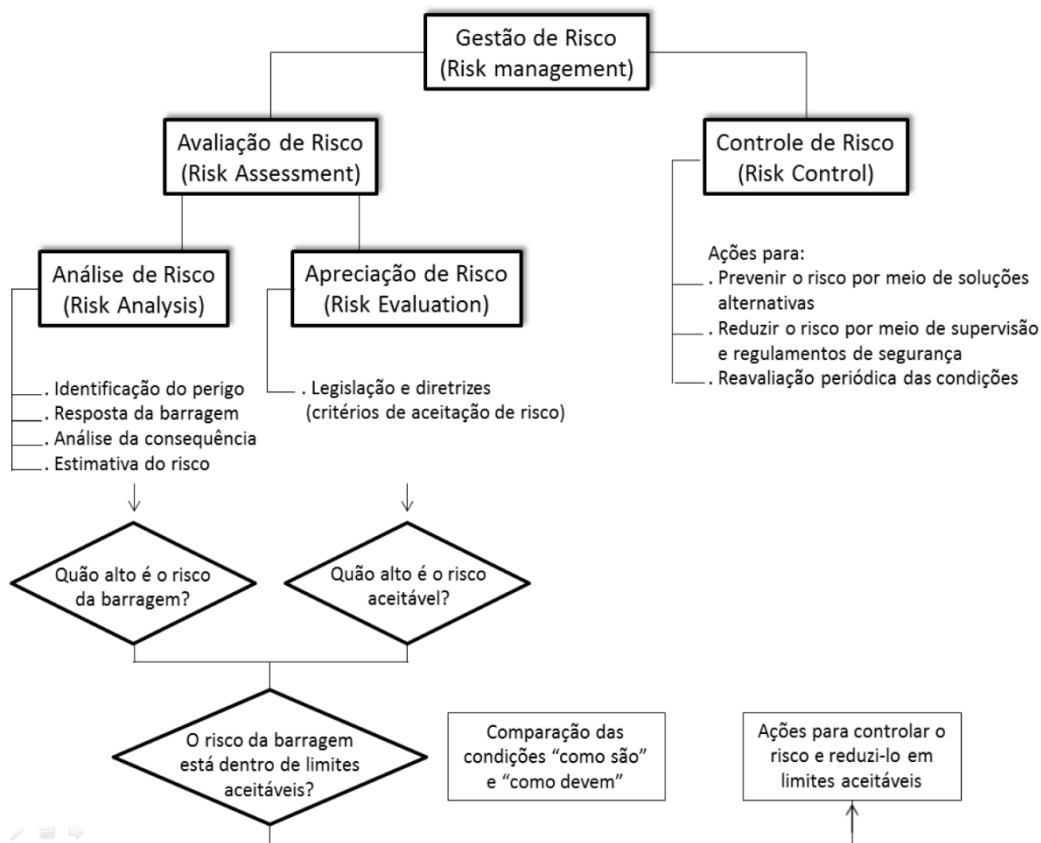 Gestão de Risco
(Risk management)
Avaliação de Risco
(Risk Assessment)
Controle de Risco
(Risk Control)
Análise de Risco
(Risk Analysis)
Apreciação de Risco
(Risk Evaluation)
Ações para:
. Prevenir o risco por meio de soluções
alternativas
. Reduzir o risco por meio de supervisão
e regulamentos de segurança
. Reavaliação periódica das condições
. Identificação do perigo
. Resposta da barragem
. Análise da consequência
. Estimativa do risco
. Legislação e diretrizes
(critérios de aceitação de risco)
Quão alto é o risco
da barragem?
Quão alto é o risco
aceitável?
O risco da barragem
está dentro de limites
aceitáveis?
Comparação das
condições “como são”
e “como devem”
Ações para controlar o
risco e reduzi-lo em
limites aceitáveis